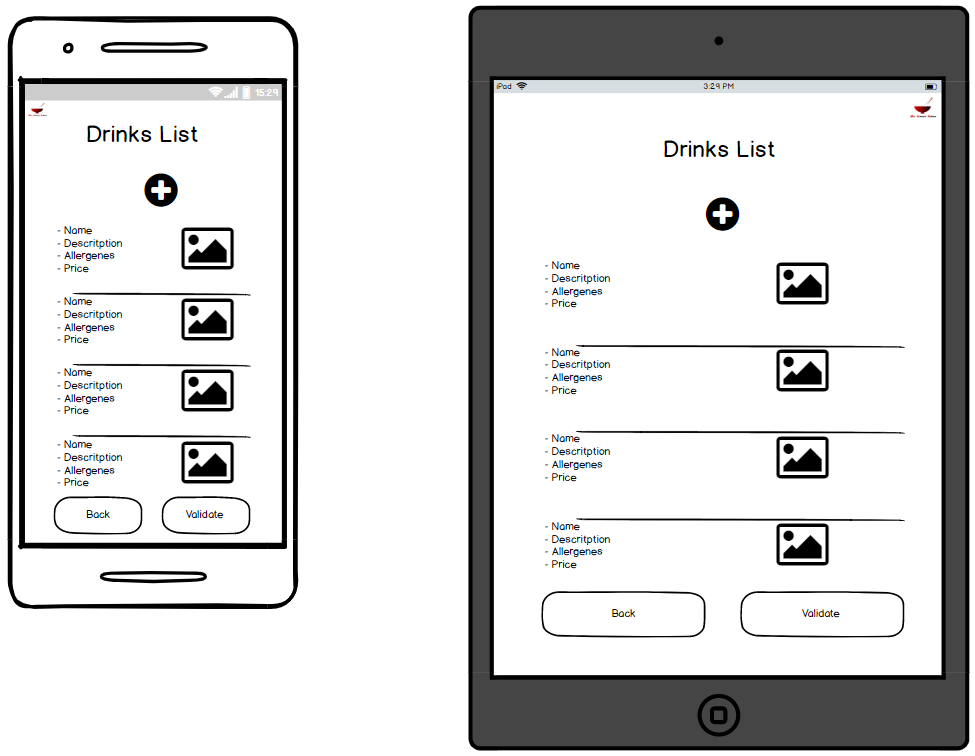 15:29
Drinks List
- Name
- Descritption
- Allergenes
- Price
- Name
- Descritption
- Allergenes
- Price
- Name
- Descritption
- Allergenes
- Price
- Name
- Descritption
- Allergenes
- Price
Back Validate
iPad 3:29 PM
Drinks List
- Name
- Descritption
- Allergenes
- Price
- Name
- Descritption
- Allergenes
- Price
- Name
- Descritption
- Allergenes
- Price
- Name
- Descritption
- Allergenes
- Price
Back Validate